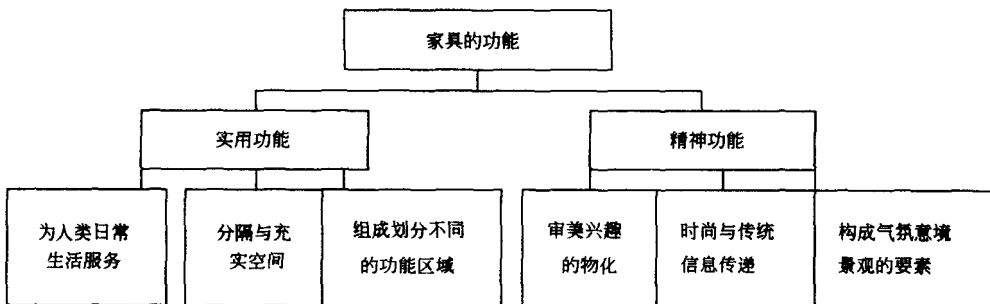 家具的功能
实用功能
精神功能
为人类日常
生活服务
分隔与充
实空间
组成划分不同
的功能区域
审美兴趣
的物化
时尚与传统
信息传递
构成气氛意境
景观的要素